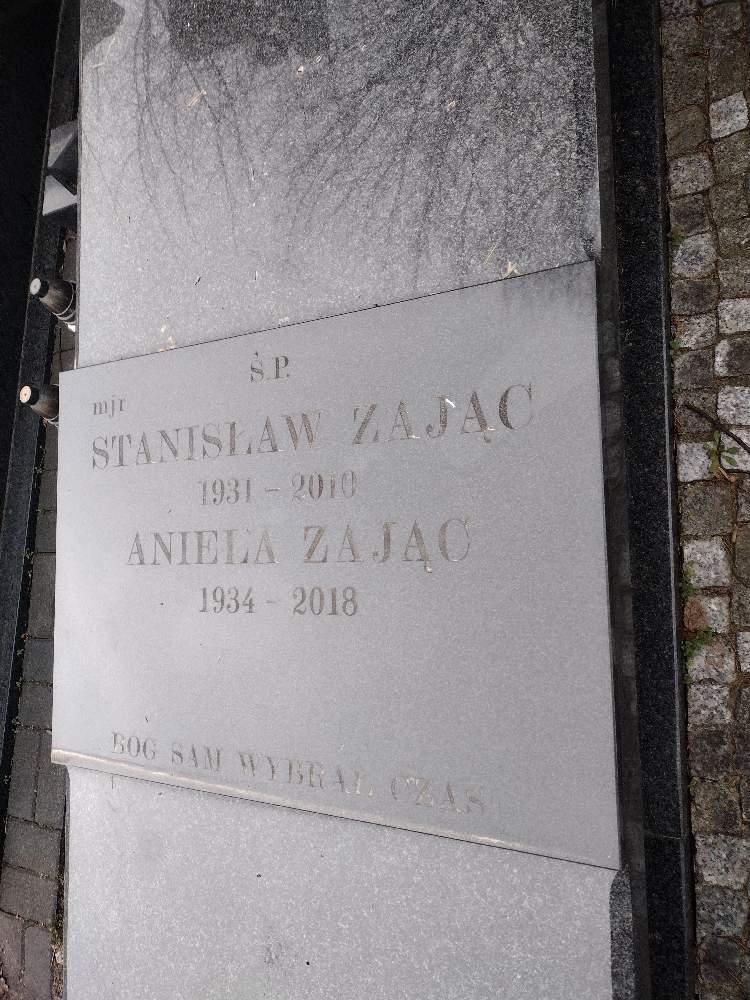 Ś.P.
mjr
STANISŁAW ZAJĄC
1931 - 2010
ANIELA ZAJĄC
1934 - 2018
BÓG SAM WYBRAŁ CZAS